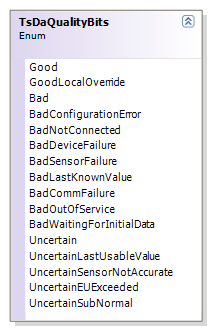 TsDaQualityBits
Enum
Good
GoodLocalOverride
Bad
BadConfigurationError
BadNotConnected
BadDeviceFailure
BadSensorFailure
BadLastKnownValue
BadCommFailure
BadOutOfService
BadWaitingForInitialData
Uncertain
UncertainLastUsableValue
UncertainSensorNotAccurate
UncertainEUExceeded
UncertainSubNormal